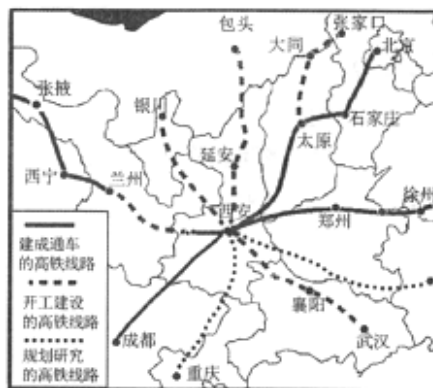 包头
张家口
大同
北京
张掖
银川
石家庄
太原
延安
西宁
兰州
西安
郑州
徐州
建成通车
的高铁线路
开工建设
的高铁线路
规划研究
的高铁线路
襄阳
武汉
成都
重庆